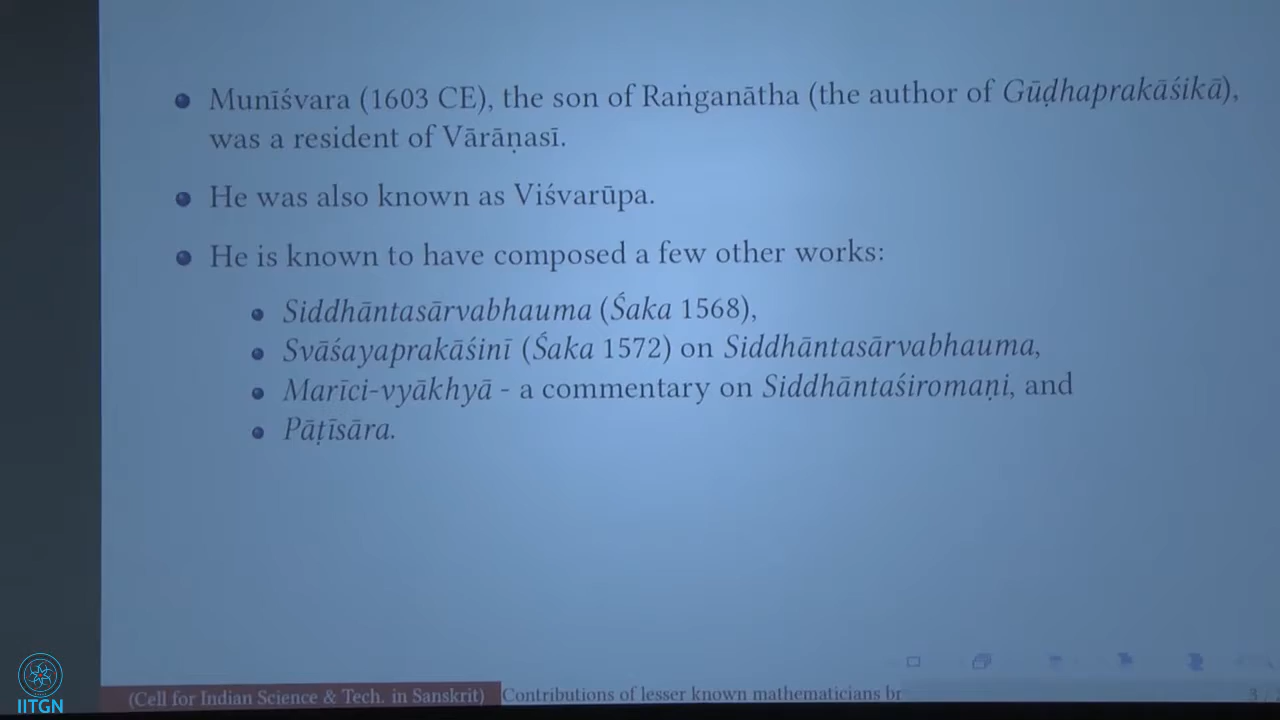 Munīśvara (1603 CE), the son of Raṅganātha (the author of Gūḍhaprakāśikā),
was a resident of Vārāṇasī.
He was also known as Viśvarūpa.
He is known to have composed a few other works:
Siddhāntasārvabhauma (Śaka 1568),
Svāśayaprakāśinī (Śaka 1572) on Siddhāntasārvabhauma,
Marīci-vyākhyā - a commentary on Siddhāntaśiromaṇi, and
Pāṭīsāra.
(Cell for Indian Science & Tech. in Sanskrit) Contributions of lesser known mathematicians br
3 /
IITGN